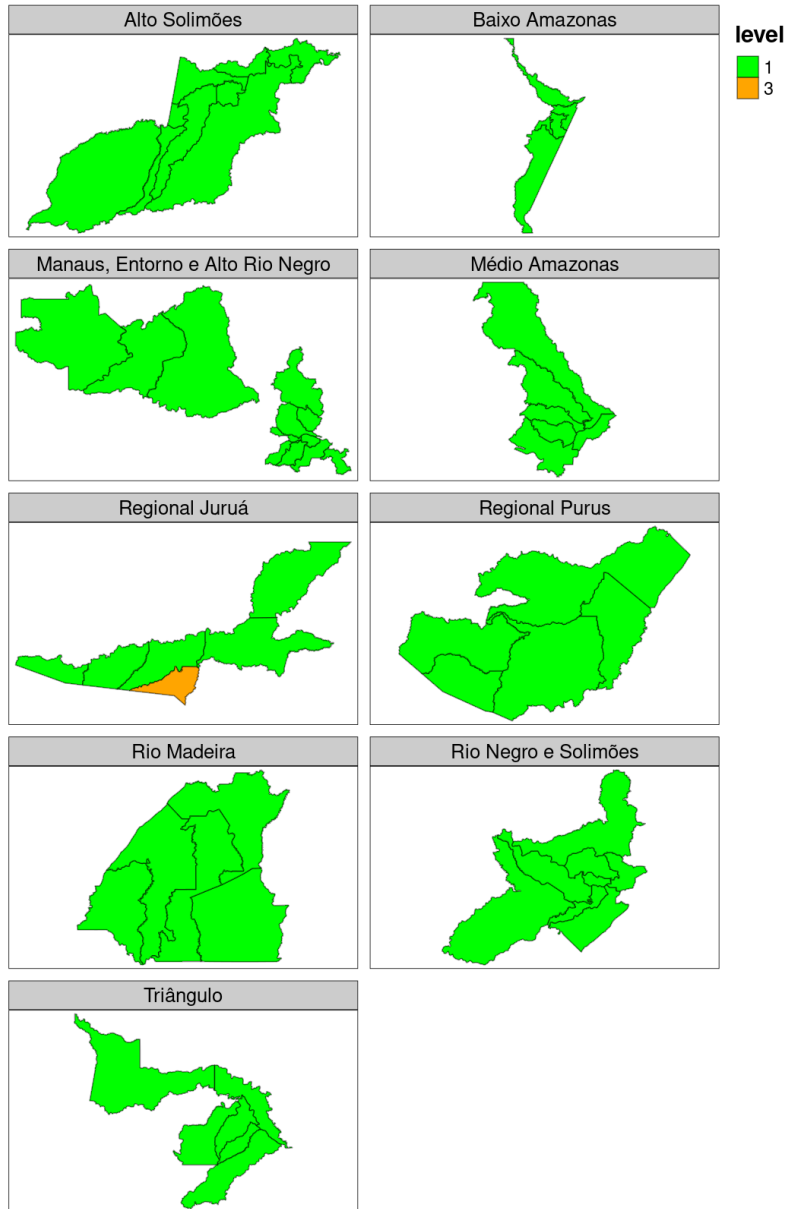 Alto Solimões
Baixo Amazonas
level
1
3
Manaus, Entorno e Alto Rio Negro
Médio Amazonas
Regional Juruá
Regional Purus
Rio Madeira
Rio Negro e Solimões
Triângulo